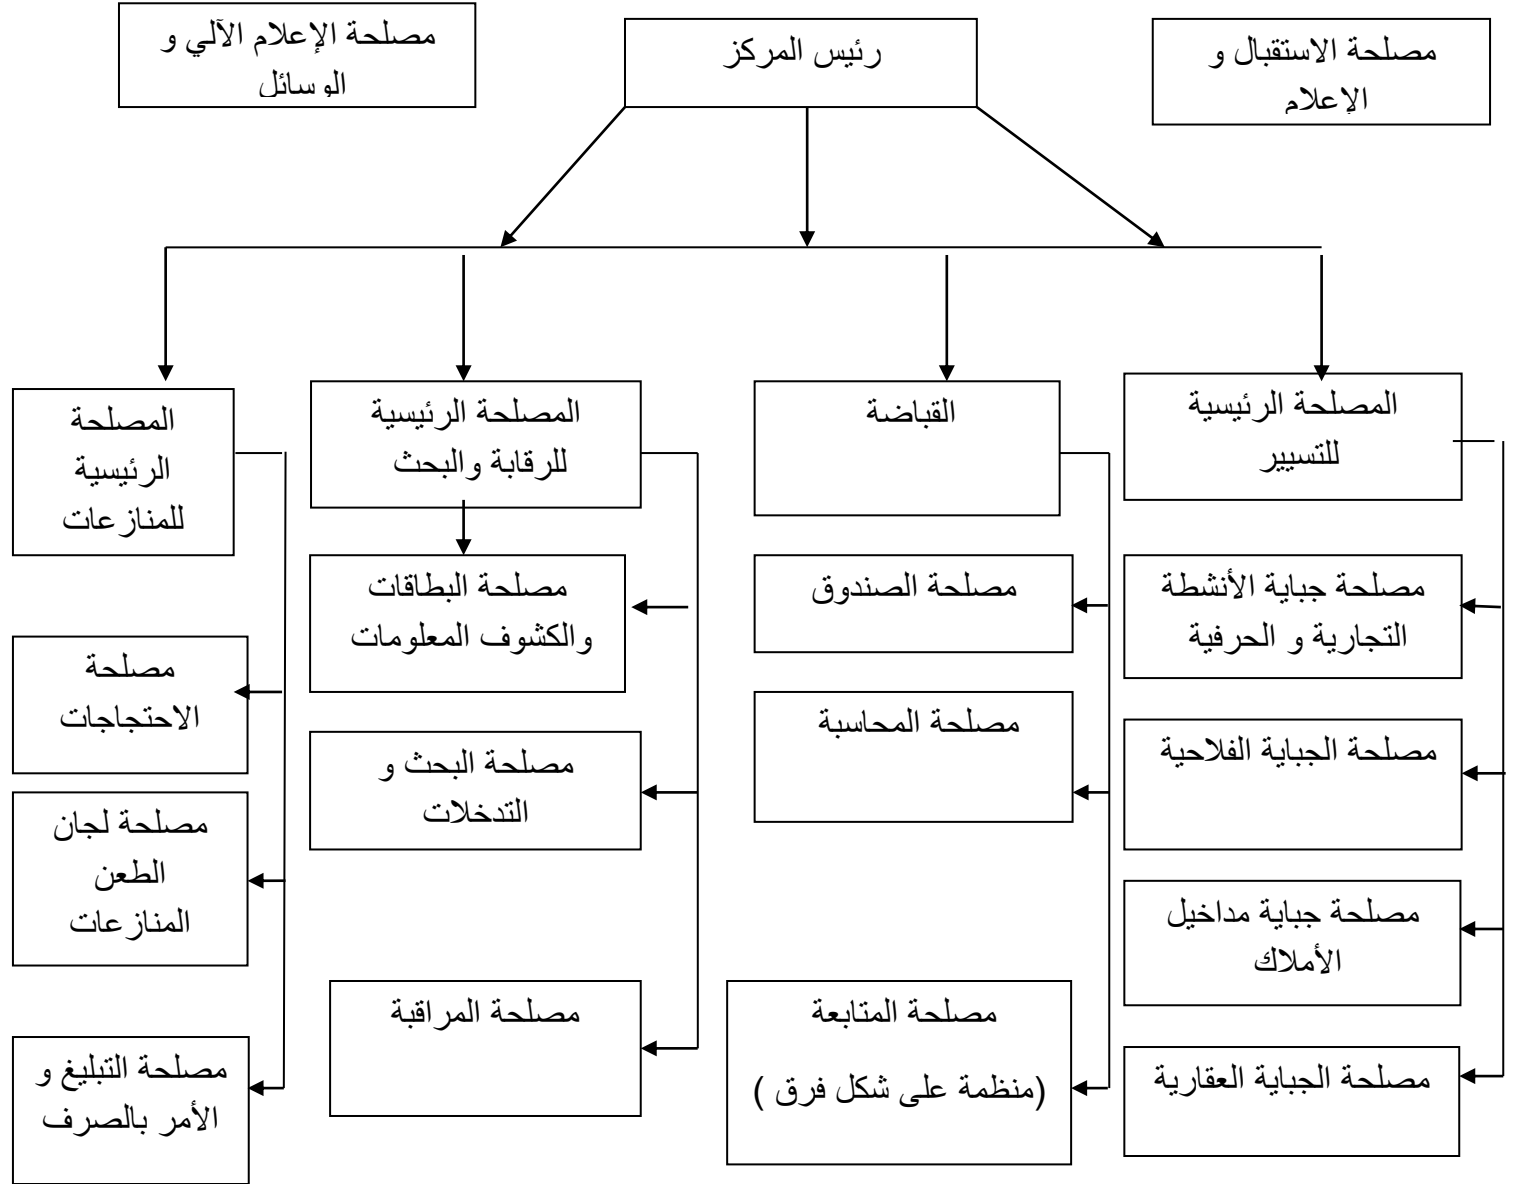 مصلحة الاستقبال و
الإعلام
رئيس المركز
مصلحة الإعلام الآلي و
الوسائل
المصلحة الرئيسية
للتسيير
القباضة
المصلحة الرئيسية
للرقابة والبحث
المصلحة
الرئيسية
للمنازعات
مصلحة جباية الأنشطة
التجارية و الحرفية
مصلحة الصندوق
مصلحة البطاقات
والكشوف المعلومات
مصلحة
الاحتجاجات
مصلحة الجباية الفلاحية
مصلحة المحاسبة
مصلحة البحث و
التدخلات
مصلحة لجان
الطعن
المنازعات
مصلحة جباية مداخيل
الأملاك
مصلحة المتابعة
(منظمة على شكل فرق )
مصلحة المراقبة
مصلحة الجباية العقارية
مصلحة التبليغ و
الأمر بالصرف